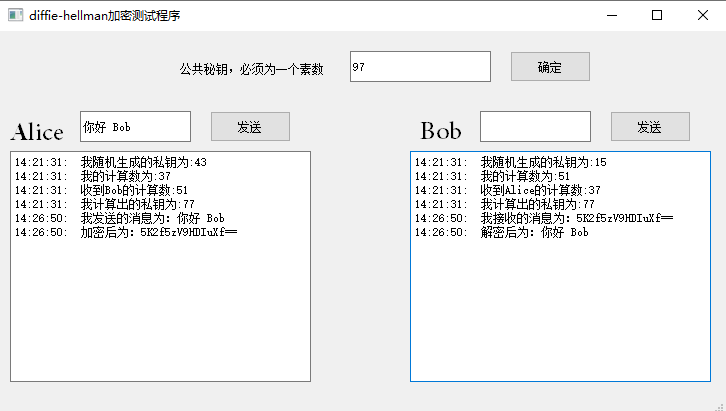 diffie-hellman加密测试程序
公共秘钥，必须为一个素数 97 确定
Alice 你好 Bob 发送
14:21:31: 我随机生成的私钥为:43
14:21:31: 我的计算数为:37
14:21:31: 收到Bob的计算数:51
14:21:31: 我计算出的私钥为:77
14:26:50: 我发送的消息为: 你好 Bob
14:26:50: 加密后为: 5K2f5zV9HDIuXf==
Bob 发送
14:21:31: 我随机生成的私钥为:15
14:21:31: 我的计算数为:51
14:21:31: 收到Alice的计算数:37
14:21:31: 我计算出的私钥为:77
14:26:50: 我接收的消息为: 5K2f5zV9HDIuXf==
14:26:50: 解密后为: 你好 Bob